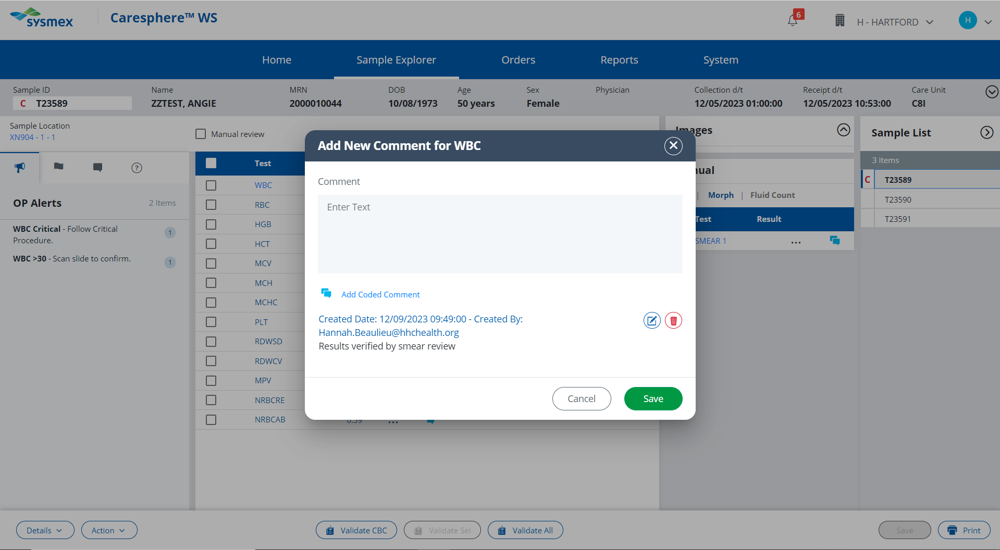 sysmex
Caresphere™ WS
6
H - HARTFORD
H
Home
Sample Explorer
Orders
Reports
System
Sample ID
Name
MRN
DOB
Age
Sex
Physician
Collection d/t
Receipt d/t
Care Unit
C T23589
ZZTEST, ANGIE
2000010044
10/08/1973
50 years
Female
12/05/2023 01:00:00
12/05/2023 10:53:00
C8I
Sample Location
XN904 - 1 - 1
Manual review
OP Alerts
2 Items
WBC Critical - Follow Critical
Procedure.
1
WBC >30 - Scan slide to confirm.
1
Test
WBC
RBC
HGB
HCT
MCV
MCH
MCHC
PLT
RDWSD
RDWCV
MPV
NRBCRE
NRBCAB
0.59
...
Add New Comment for WBC
Comment
Enter Text
Add Coded Comment
Created Date: 12/09/2023 09:49:00 - Created By:
Hannah.Beaulieu@hhchealth.org
Results verified by smear review
Cancel
Save
Images
nual
| Morph | Fluid Count
Test
Result
SMEAR 1
...
Sample List
3 Items
C T23589
T23590
T23591
Details
Action
Validate CBC
Validate Sel
Validate All
Save
Print